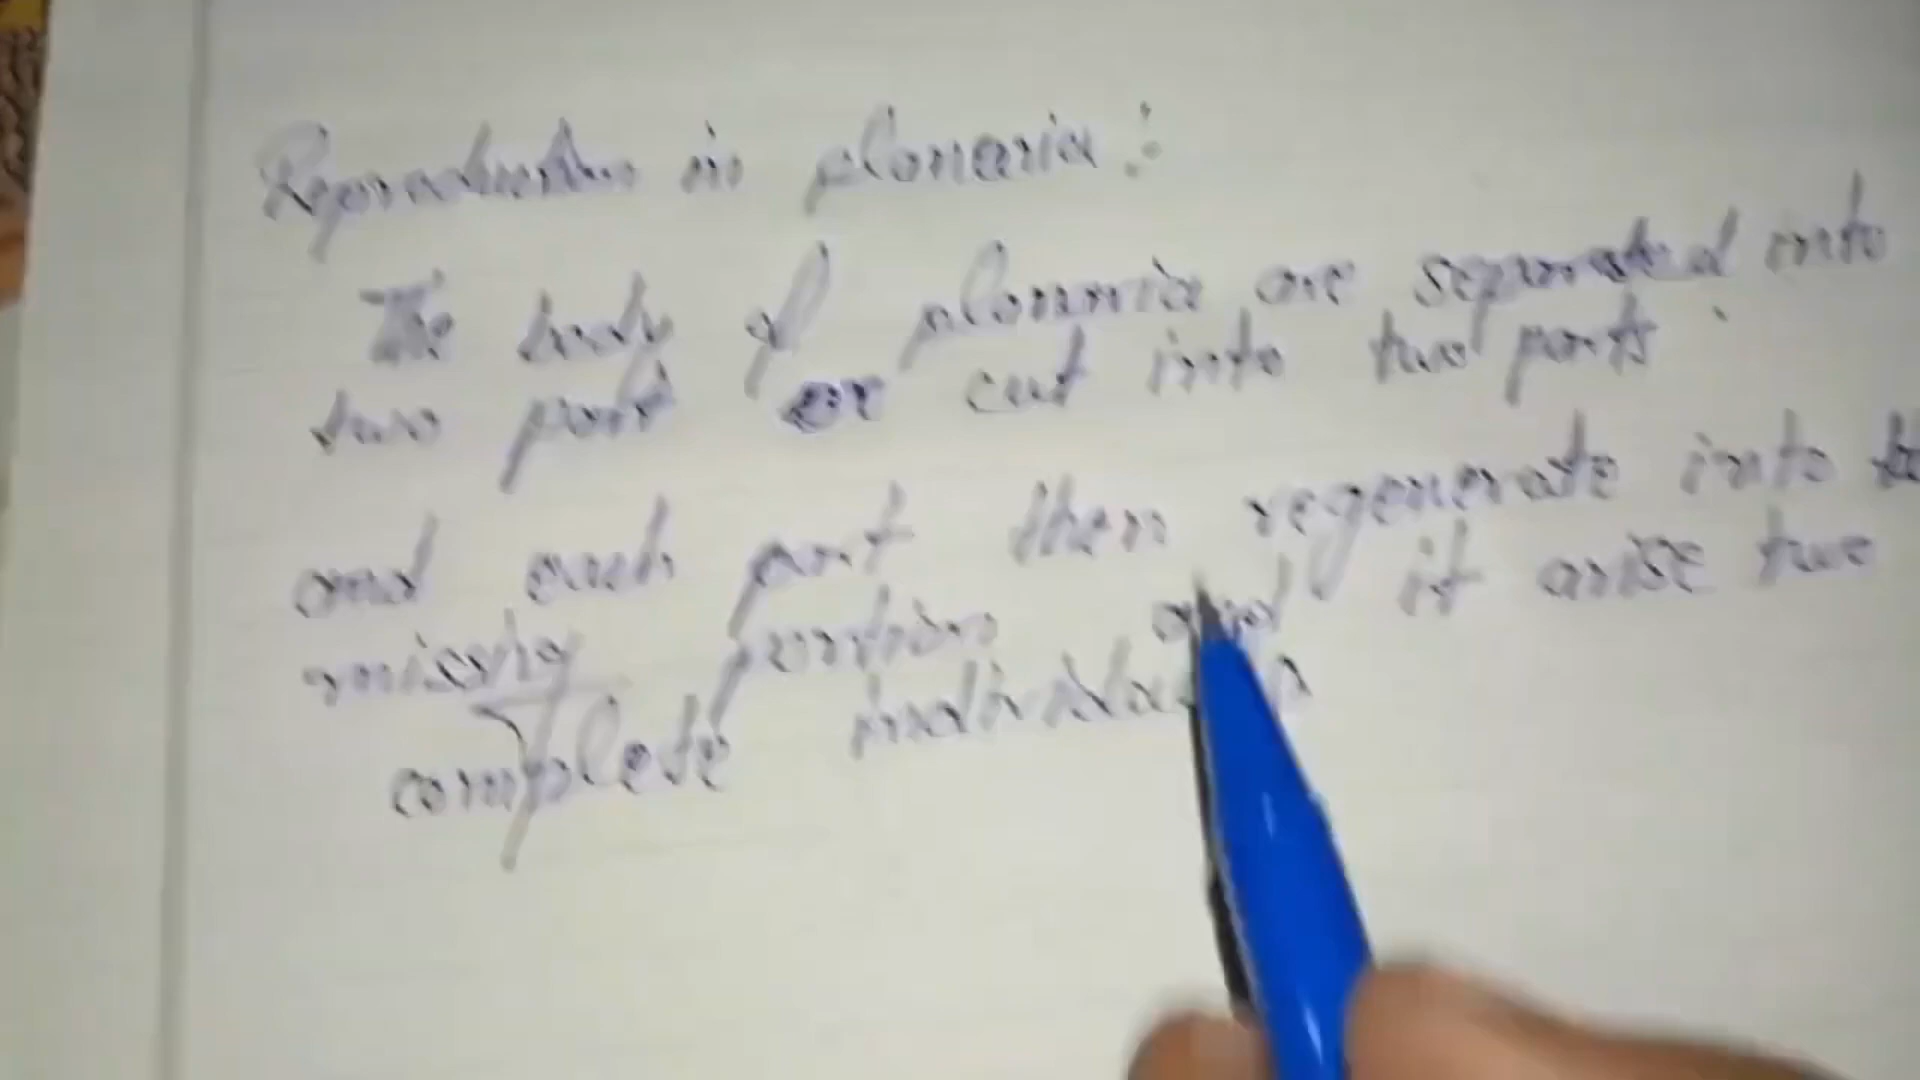 Reproduction in planaria :
The body of planaria are separated into
two part or cut into two parts
and each part then regenerate into
missing portion and it arise two
complete